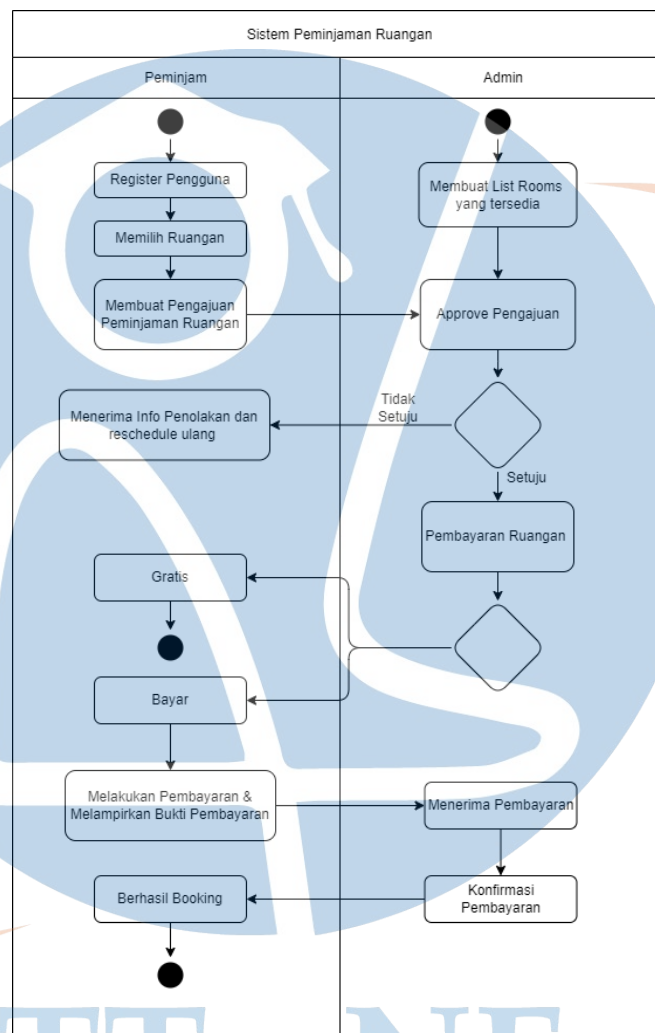 Sistem Peminjaman Ruangan
Peminjam
Admin
Register Pengguna
Membuat List Rooms
yang tersedia
Memilih Ruangan
Membuat Pengajuan
Peminjaman Ruangan
Approve Pengajuan
Tidak
Setuju
Menerima Info Penolakan dan
reschedule ulang
Setuju
Pembayaran Ruangan
Gratis
Bayar
Melakukan Pembayaran &
Melampirkan Bukti Pembayaran
Menerima Pembayaran
Berhasil Booking
Konfirmasi
Pembayaran